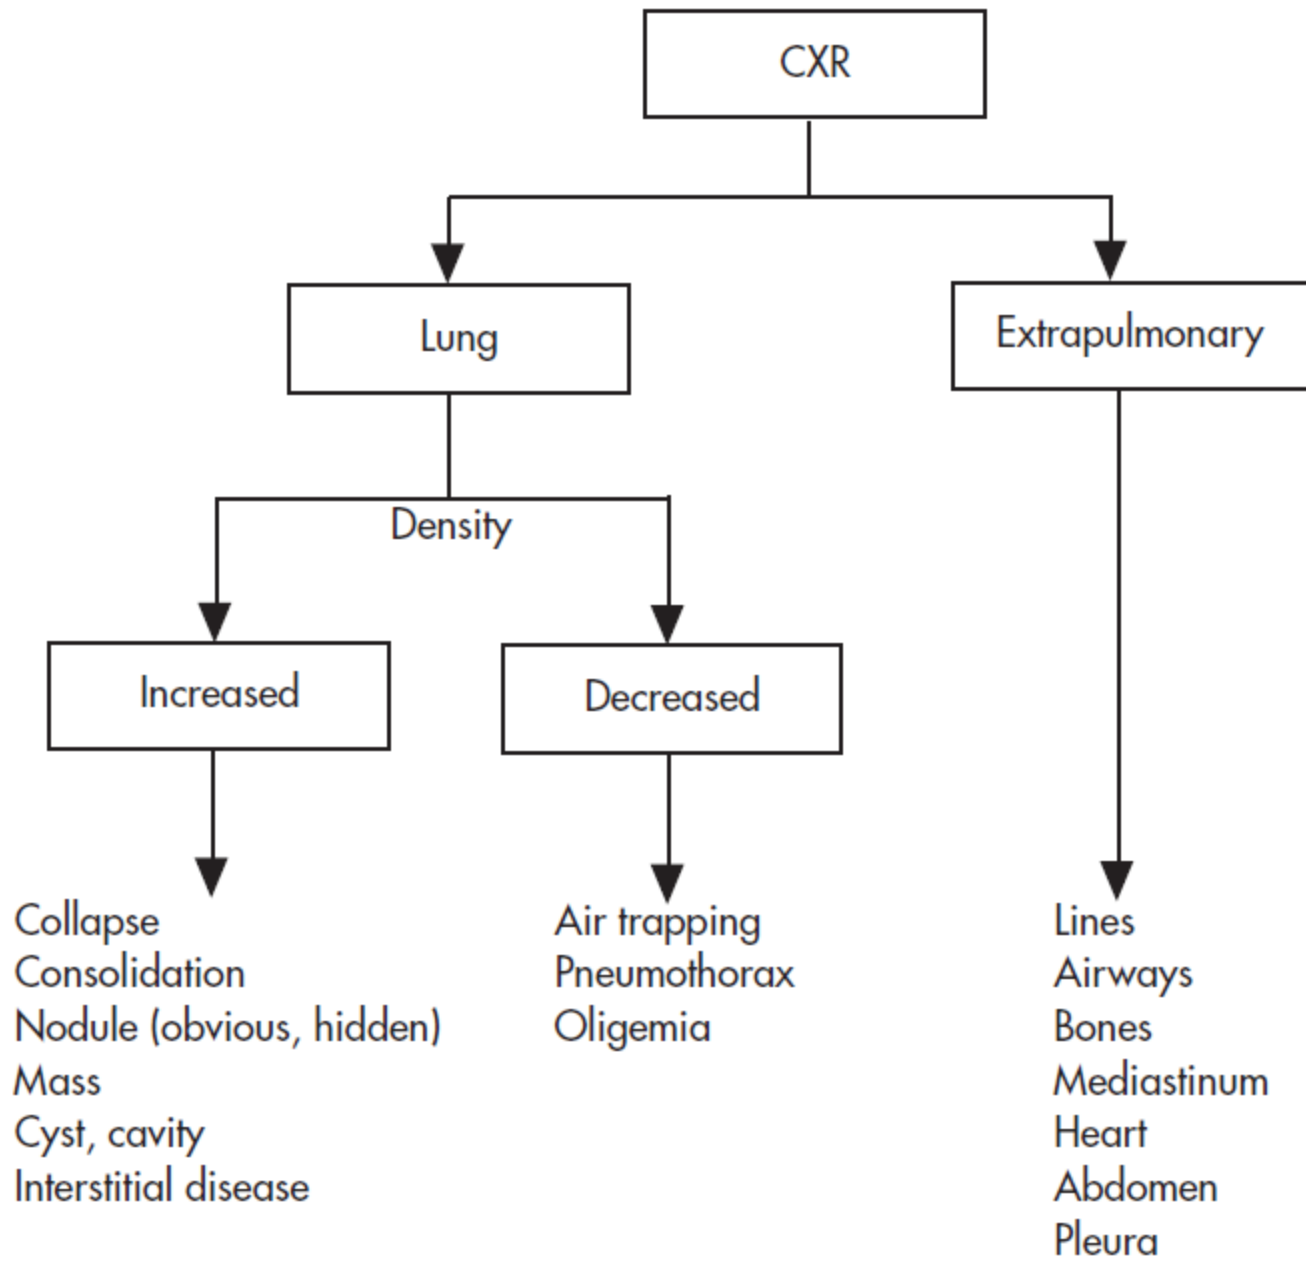 CXR
Lung
Extrapulmonary
Density
Increased
Decreased
Collapse
Consolidation
Nodule (obvious, hidden)
Mass
Cyst, cavity
Interstitial disease
Air trapping
Pneumothorax
Oligemia
Lines
Airways
Bones
Mediastinum
Heart
Abdomen
Pleura